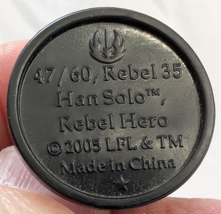 47/60, Rebel 35
Han Solo™,
Rebel Hero
©2005 LFL & TM
Made in China